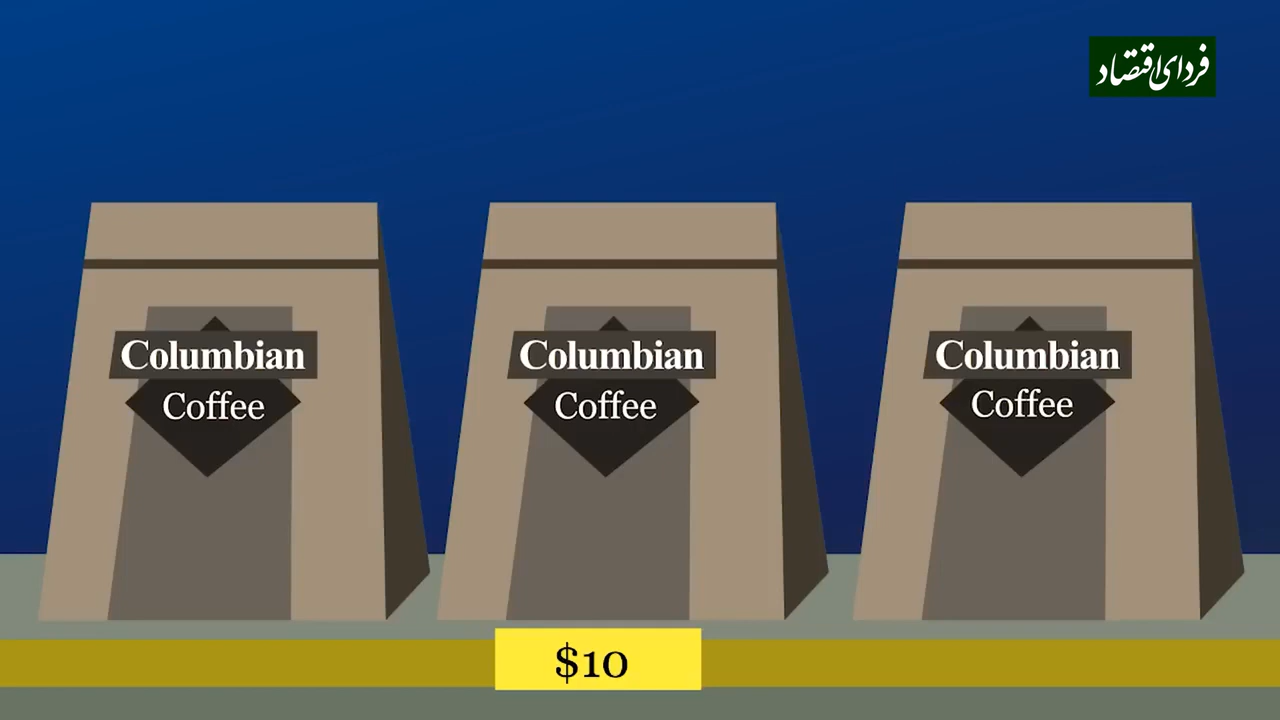 فردای اقتصاد
Columbian
Coffee
Columbian
Coffee
Columbian
Coffee
$10